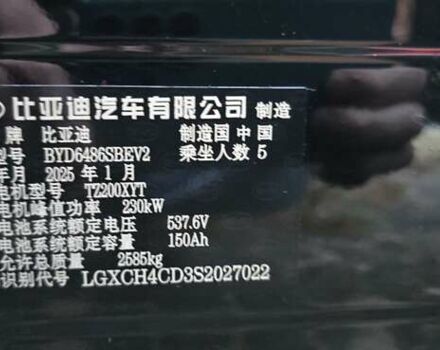 比亚迪汽车有限公司 制造
牌 比亚迪 制造国 中国
型号 BYD6486SBEV2 乘坐人数 5
年月 2025 年 1 月
电机型号 TZ200XYT
电机峰值功率 230kW
电池系统额定电压 537.6V
电池系统额定容量 150Ah
允许总质量 2585kg
识别代号 LGXCH4CD3S2027022